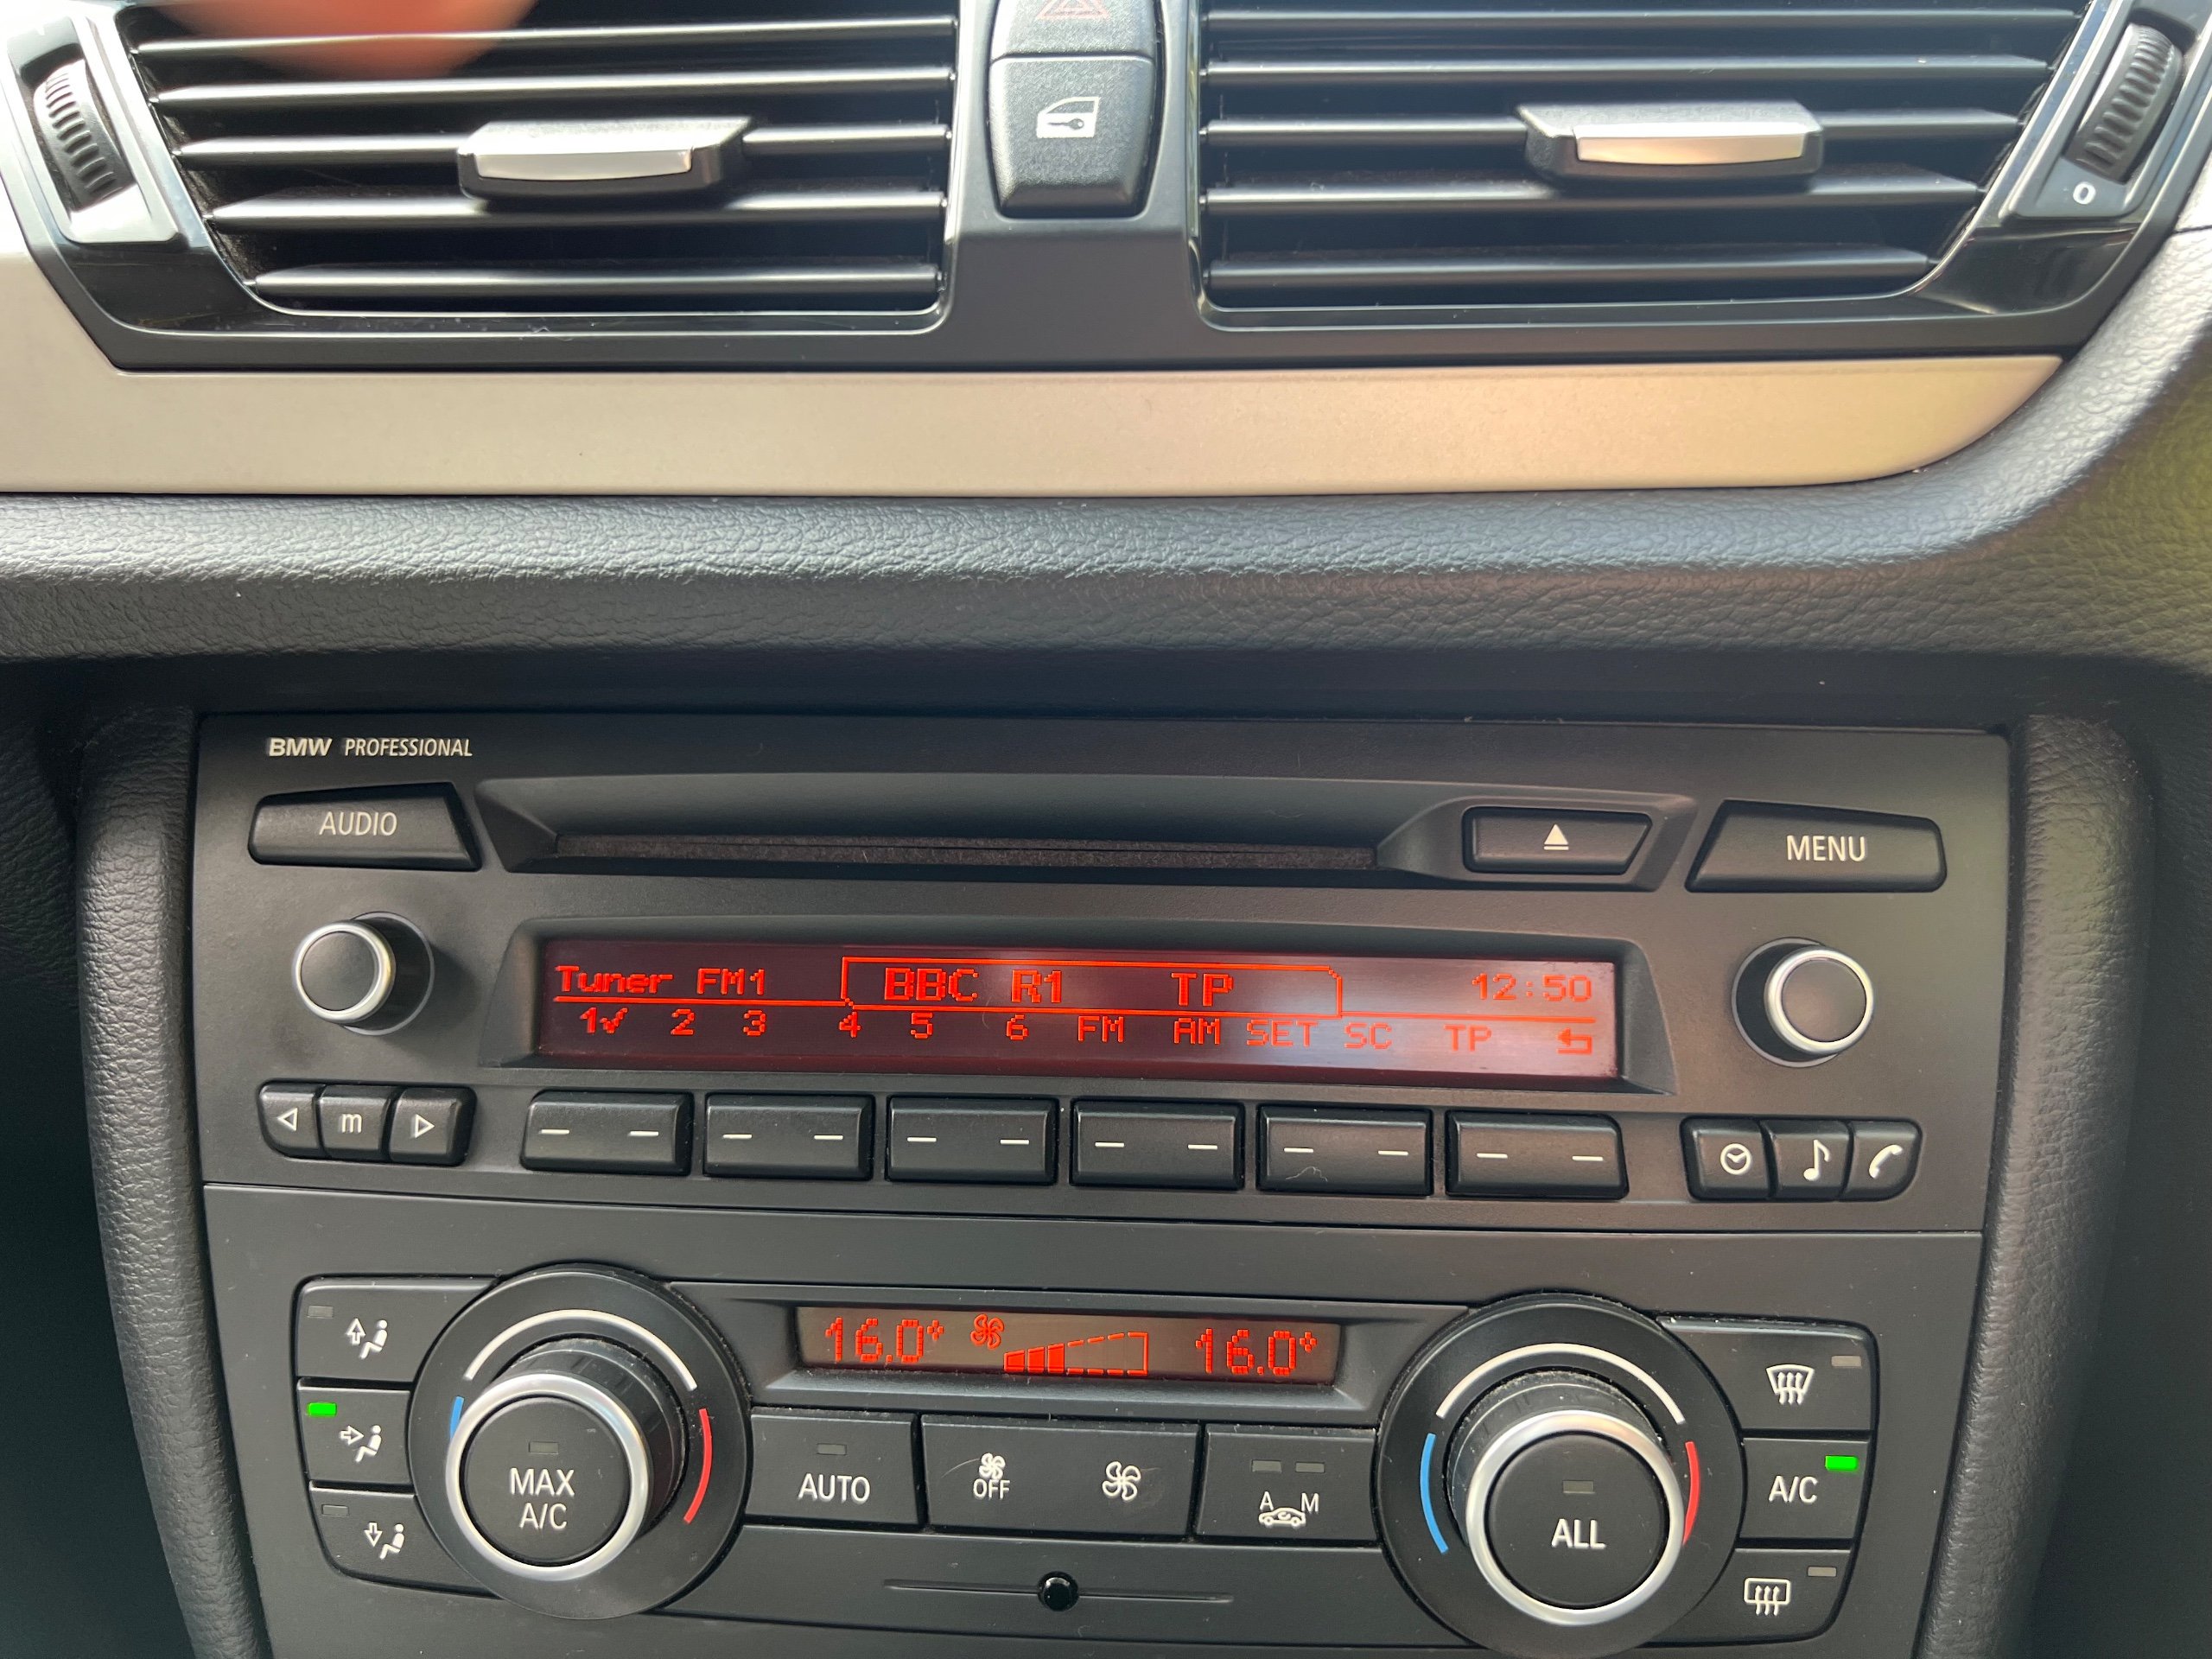 0
BMW PROFESSIONAL
AUDIO
MENU
Tuner FM1 BBC R1 TP 12:50
1✓ 2 3 4 5 6 FM AM SET SC TP
m
16.0° 16.0°
MAX
A/C
AUTO
OFF
A M
ALL
A/C